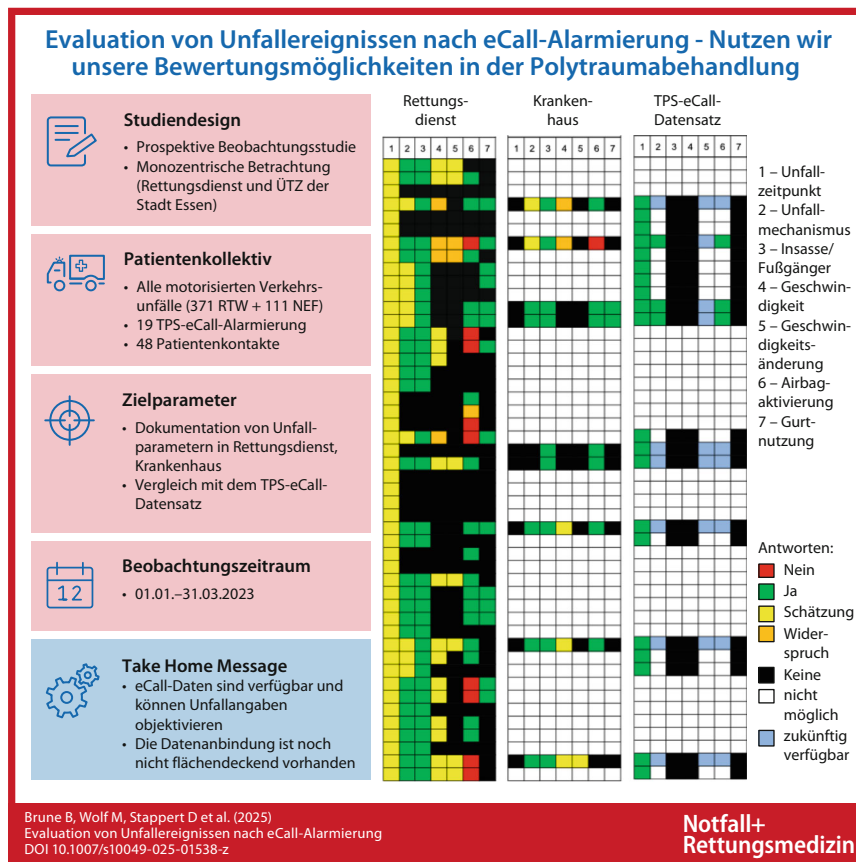 Evaluation von Unfallereignissen nach eCall-Alarmierung - Nutzen wir
unsere Bewertungsmöglichkeiten in der Polytraumabehandlung
Studiendesign
• Prospektive Beobachtungsstudie
• Monozentrische Betrachtung
(Rettungsdienst und ÜTZ der
Stadt Essen)
Patientenkollektiv
• Alle motorisierten Verkehrs-
unfälle (371 RTW + 111 NEF)
• 19 TPS-eCall-Alarmierung
• 48 Patientenkontakte
Zielparameter
• Dokumentation von Unfall-
parametern in Rettungsdienst,
Krankenhaus
• Vergleich mit dem TPS-eCall-
Datensatz
12
Beobachtungszeitraum
• 01.01.–31.03.2023
Take Home Message
• eCall-Daten sind verfügbar und
können Unfallangaben
objektivieren
• Die Datenanbindung ist noch
nicht flächendeckend vorhanden
Rettungs-
dienst
1 2 3 4 5 6 7
Kranken-
haus
1 2 3 4 5 6 7
TPS-eCall-
Datensatz
1 2 3 4 5 6 7
1 – Unfall-
zeitpunkt
2 – Unfall-
mechanismus
3 – Insasse/
Fußgänger
4 – Geschwin-
digkeit
5 – Geschwin-
digkeits-
änderung
6 – Airbag-
aktivierung
7 – Gurt-
nutzung
Antworten:
Nein
Ja
Schätzung
Wider-
spruch
Keine
nicht
möglich
zukünftig
verfügbar
Brune B, Wolf M, Stappert D et al. (2025)
Evaluation von Unfallereignissen nach eCall-Alarmierung
DOI 10.1007/s10049-025-01538-z
Notfall+
Rettungsmedizin